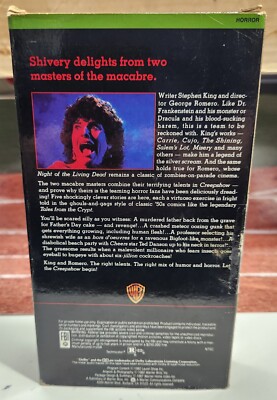 HORROR
Shivery delights from two
masters of the macabre.
Writer Stephen King and direc-
tor George Romero. Like Dr.
Frankenstein and his monster or
Dracula and his blood-sucking
harem, this is a team to be
reckoned with. King's works —
Carrie, Cujo, The Shining,
Salem's Lot, Misery and many
others — make him a legend of the
silver scream. And the same
holds true for Romero, whose
Night of the Living Dead remains a classic of zombies-on-parade cinema.
The two macabre masters combine their terrifying talents in Creepshow —
and prove why theirs is the teaming horror fans have been deliciously dread-
ing! Five shockingly clever stories are here, each a virtuoso exercise in fright
told in the ghouls-and-gags style of classic '50s comics like the legendary
Tales from the Crypt.
You'll be scared silly as you witness: A murdered father back from the grave
for Father's Day cake — and revenge!...A crashed meteor oozing gunk that
gets everything growing, including human flesh!...A professor selecting his
shrewish wife as an hors d'oeuvres for a ravenous Bigfoot-like monster!...A
diabolical beach party with Cheers star Ted Danson up to his neck in terror!...
The gruesome results when a malevolent millionaire who fears insects goes
eyeball to bugeye with about six jillion cockroaches!
King and Romero. The right talents. The right mix of humor and horror. Let
the Creepshow begin!
WB
Technicolor®
R